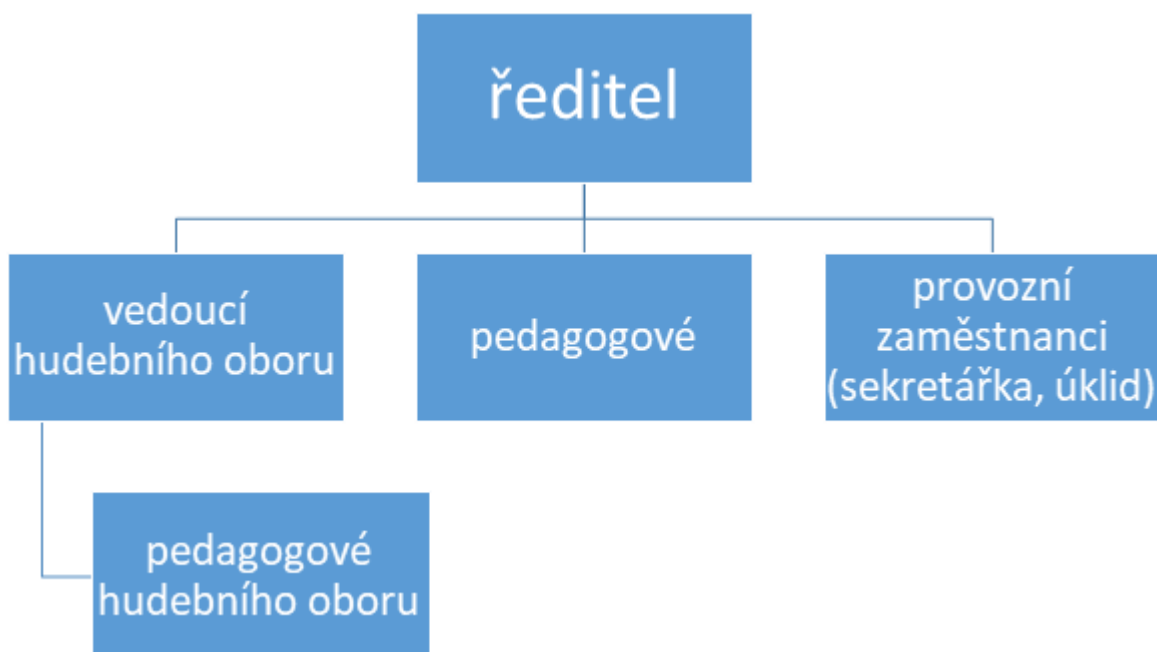 ředitel
vedoucí
hudebního oboru
pedagogové
provozní
zaměstnanci
(sekretářka, úklid)
pedagogové
hudebního oboru